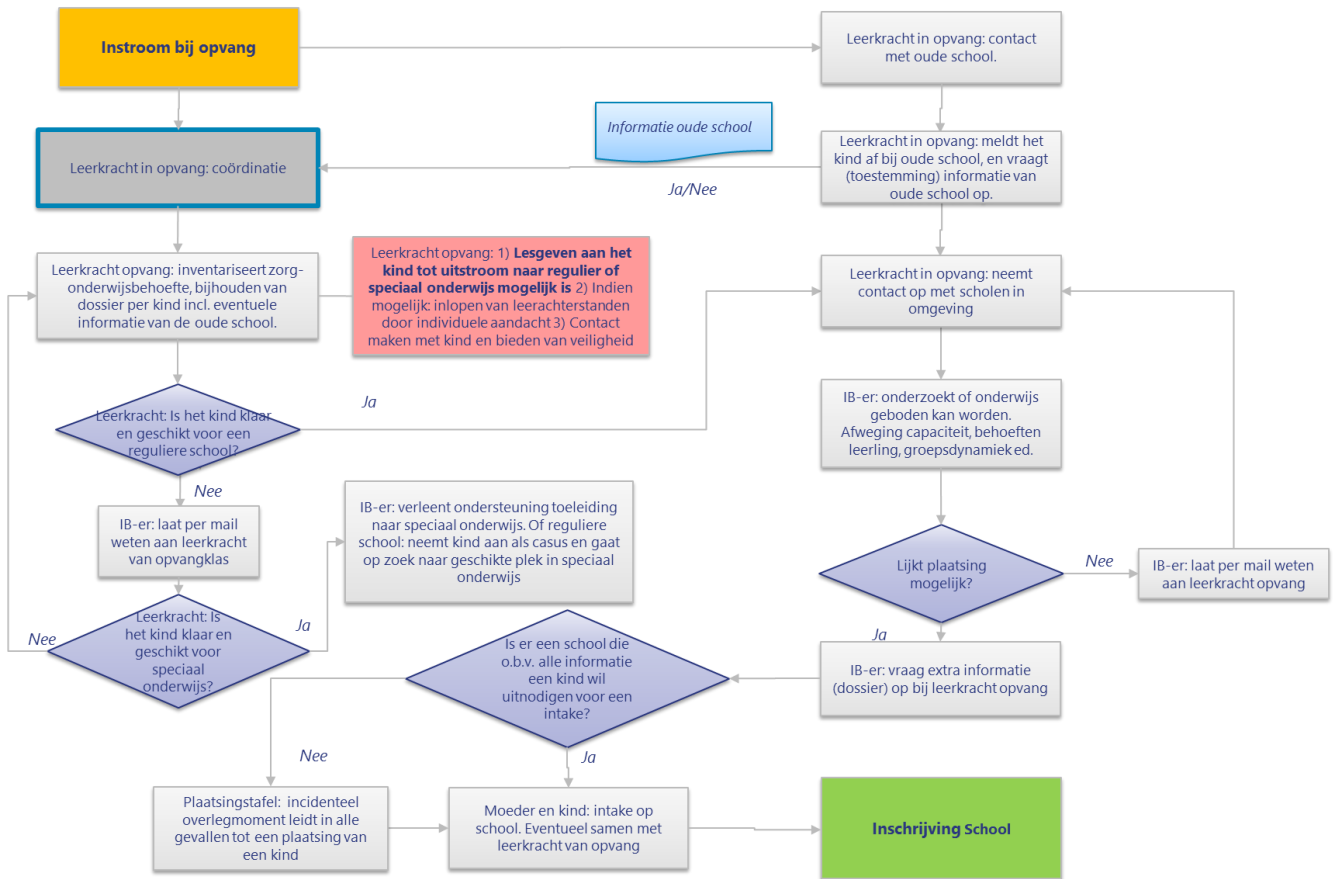 Instroom bij opvang
Leerkracht in opvang: contact
met oude school.
Informatie oude school
Leerkracht in opvang: coördinatie
Leerkracht in opvang: meldt het
kind af bij oude school, en vraagt
(toestemming) informatie van
oude school op.
Ja/Nee
Leerkracht opvang: inventariseert zorg-
onderwijsbehoefte, bijhouden van
dossier per kind incl. eventuele
informatie van de oude school.
Leerkracht opvang: 1) Lesgeven aan het
kind tot uitstroom naar regulier of
speciaal onderwijs mogelijk is 2) Indien
mogelijk: inlopen van leerachterstanden
door individuele aandacht 3) Contact
maken met kind en bieden van veiligheid
Leerkracht in opvang: neemt
contact op met scholen in
omgeving
Leerkracht: Is het kind klaar
en geschikt voor een
reguliere school?
Ja
IB-er: onderzoekt of onderwijs
geboden kan worden.
Afweging capaciteit, behoeften
leerling, groepsdynamiek ed.
Nee
IB-er: laat per mail
weten aan leerkracht
van opvangklas
IB-er: verleent ondersteuning toeleiding
naar speciaal onderwijs. Of reguliere
school: neemt kind aan als casus en gaat
op zoek naar geschikte plek in speciaal
onderwijs
Lijkt plaatsing
mogelijk?
Nee
IB-er: laat per mail weten
aan leerkracht opvang
Leerkracht: Is
het kind klaar en
geschikt voor
speciaal
onderwijs?
Nee
Ja
Is er een school die
o.b.v. alle informatie
een kind wil
uitnodigen voor een
intake?
Ja
IB-er: vraag extra informatie
(dossier) op bij leerkracht opvang
Nee
Ja
Plaatsingstafel: incidenteel
overlegmoment leidt in alle
gevallen tot een plaatsing van
een kind
Moeder en kind: intake op
school. Eventueel samen met
leerkracht van opvang
Inschrijving School